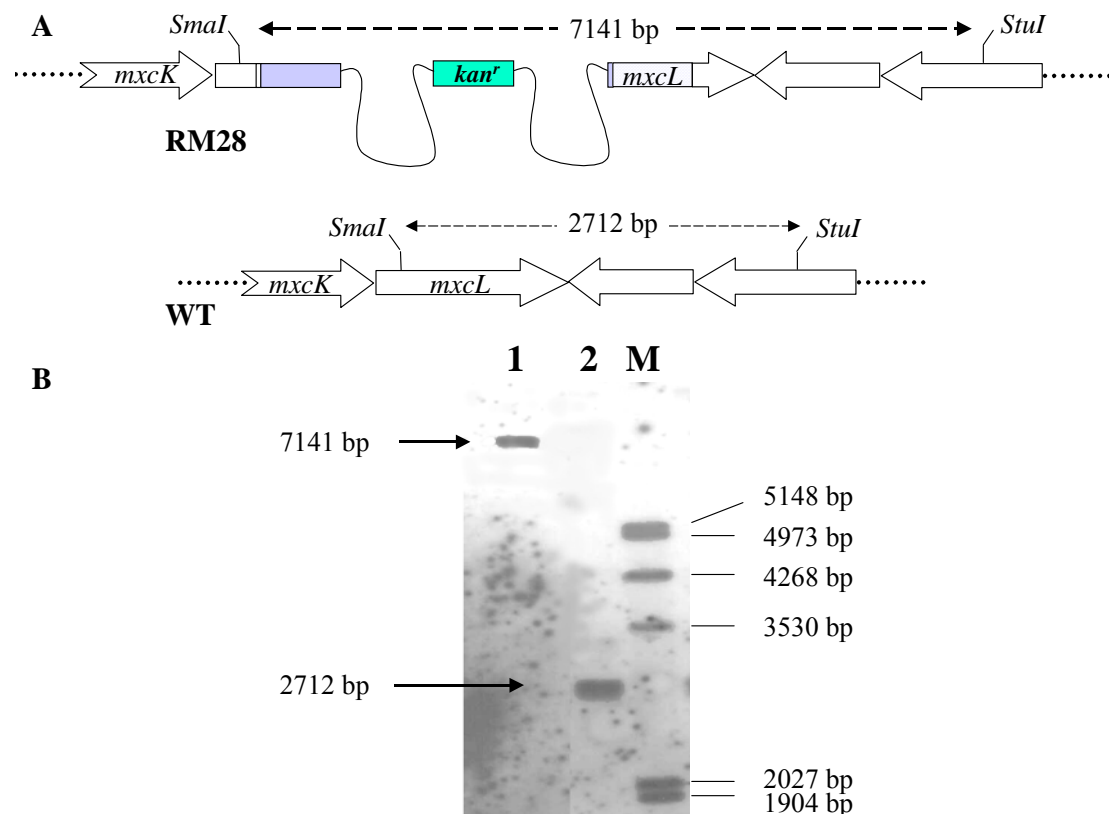 A
SmaI
7141 bp
StuI
mxcK
kanʳ
mxcL
RM28
SmaI
2712 bp
StuI
mxcK
mxcL
WT
B
1 2 M
7141 bp
5148 bp
4973 bp
4268 bp
3530 bp
2712 bp
2027 bp
1904 bp